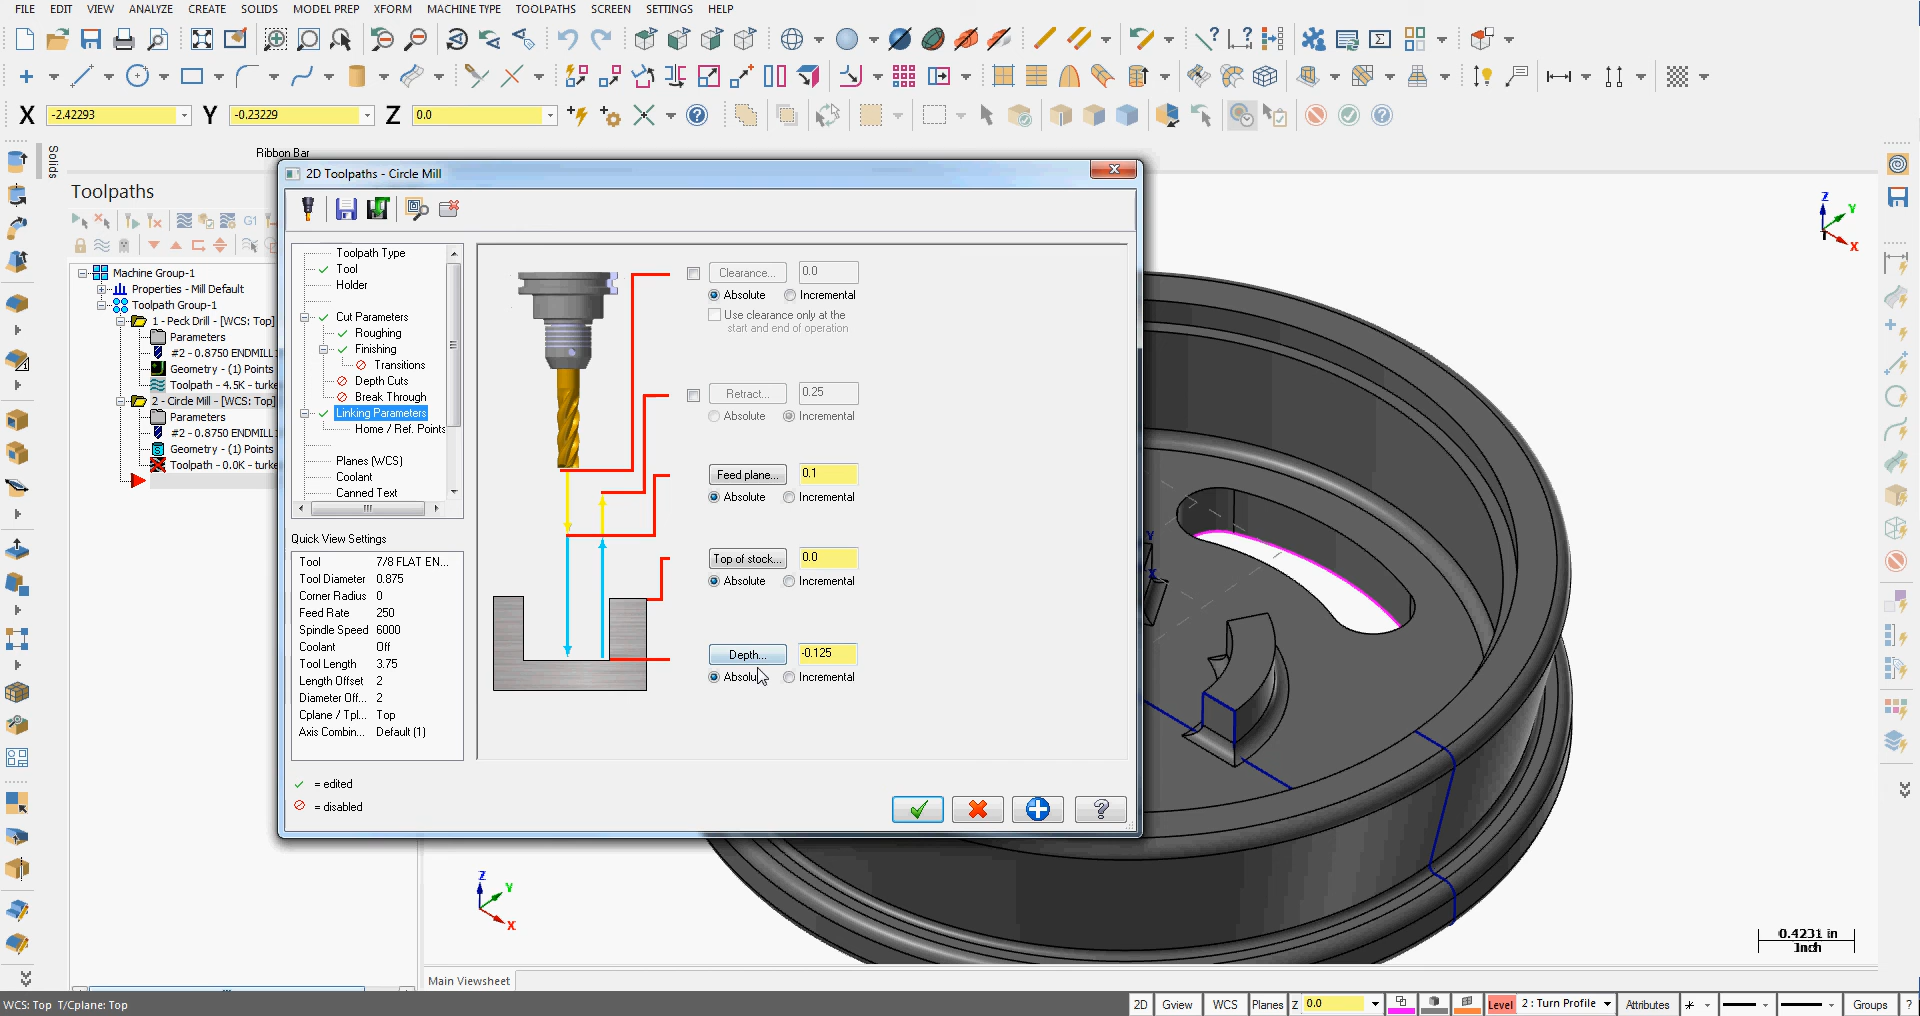 FILE EDIT VIEW ANALYZE CREATE SOLIDS MODEL PREP XFORM MACHINE TYPE TOOLPATHS SCREEN SETTINGS HELP
X -2.42293 Y -0.23229 Z 0.0
Ribbon Bar
Solids
Toolpaths
G1
Machine Group-1
Properties - Mill Default
Toolpath Group-1
1 - Peck Drill - [WCS: Top]
Parameters
#2 - 0.8750 ENDMILL
Geometry - (1) Points
Toolpath - 4.5K - turke
2 - Circle Mill - [WCS: Top]
Parameters
#2 - 0.8750 ENDMILL
Geometry - (1) Points
Toolpath - 0.0K - turke
2D Toolpaths - Circle Mill
Toolpath Type
Tool
Holder
Cut Parameters
Roughing
Finishing
Transitions
Depth Cuts
Break Through
Linking Parameters
Home / Ref. Points
Planes (WCS)
Coolant
Canned Text
Quick View Settings
Tool 7/8 FLAT EN...
Tool Diameter 0.875
Corner Radius 0
Feed Rate 250
Spindle Speed 6000
Coolant Off
Tool Length 3.75
Length Offset 2
Diameter Off... 2
Cplane / Tpl... Top
Axis Combin... Default (1)
= edited
= disabled
Clearance... 0.0
Absolute Incremental
Use clearance only at the
start and end of operation
Retract... 0.25
Absolute Incremental
Feed plane... 0.1
Absolute Incremental
Top of stock... 0.0
Absolute Incremental
Depth... -0.125
Absolu Incremental
Z Y X
Z Y X
Y
X
0.4231 in
Inch
Main Viewsheet
WCS: Top T/Cplane: Top
2D Gview WCS Planes Z 0.0 Level 2 : Turn Profile Attributes Groups ?